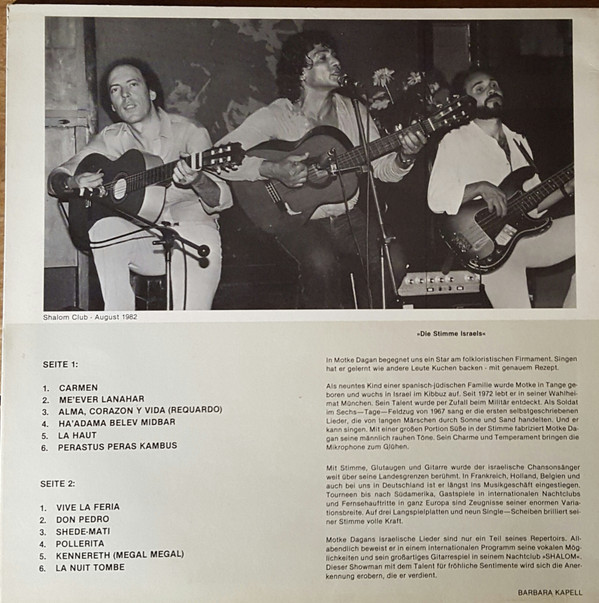 Shalom Club - August 1982
SEITE 1:
1. CARMEN
2. ME'EVER LANAHAR
3. ALMA, CORAZON Y VIDA (REQUARDO)
4. HA'ADAMA BELEV MIDBAR
5. LA HAUT
6. PERASTUS PERAS KAMBUS
SEITE 2:
1. VIVE LA FERIA
2. DON PEDRO
3. SHEDE-MATI
4. POLLERITA
5. KENNERETH (MEGAL MEGAL)
6. LA NUIT TOMBE
»Die Stimme Israels«
In Motke Dagan begegnet uns ein Star am folkloristischen Firmament. Singen
hat er gelernt wie andere Leute Kuchen backen - mit genauem Rezept.
Als neuntes Kind einer spanisch-jüdischen Familie wurde Motke in Tange ge-
boren und wuchs in Israel im Kibbuz auf. Seit 1972 lebt er in seiner Wahlhei-
mat München. Sein Talent wurde per Zufall beim Militär entdeckt. Als Soldat
im Sechs—Tage—Feldzug von 1967 sang er die ersten selbstgeschriebenen
Lieder, die von langen Märschen durch Sonne und Sand handelten. Und er
kann singen. Mit einer großen Portion Süße in der Stimme fabriziert Motke Da-
gan seine männlich rauhen Töne. Sein Charme und Temperament bringen die
Mikrophone zum Glühen.
Mit Stimme, Glutaugen und Gitarre wurde der israelische Chansonsänger
weit über seine Landesgrenzen berühmt. In Frankreich, Holland, Belgien und
auch bei uns in Deutschland ist er längst ins Musikgeschäft eingestiegen.
Tourneen bis nach Südamerika, Gastspiele in internationalen Nachtclubs
und Fernsehauftritte in ganz Europa sind Zeugnisse seiner enormen Varia-
tionsbreite. Auf drei Langspielplatten und neun Single—Scheiben brilliert sei-
ner Stimme volle Kraft.
Motke Dagans Israelische Lieder sind nur ein Teil seines Repertoirs. All-
abendlich beweist er in einem Internationalen Programm seine vokalen Mög-
lichkeiten und sein großartiges Gitarrespiel in seinem Nachtclub »SHALOM«.
Dieser Showman mit dem Talent für fröhliche Sentimente wird sich die Aner-
kennung erobern, die er verdient.
BARBARA KAPELL